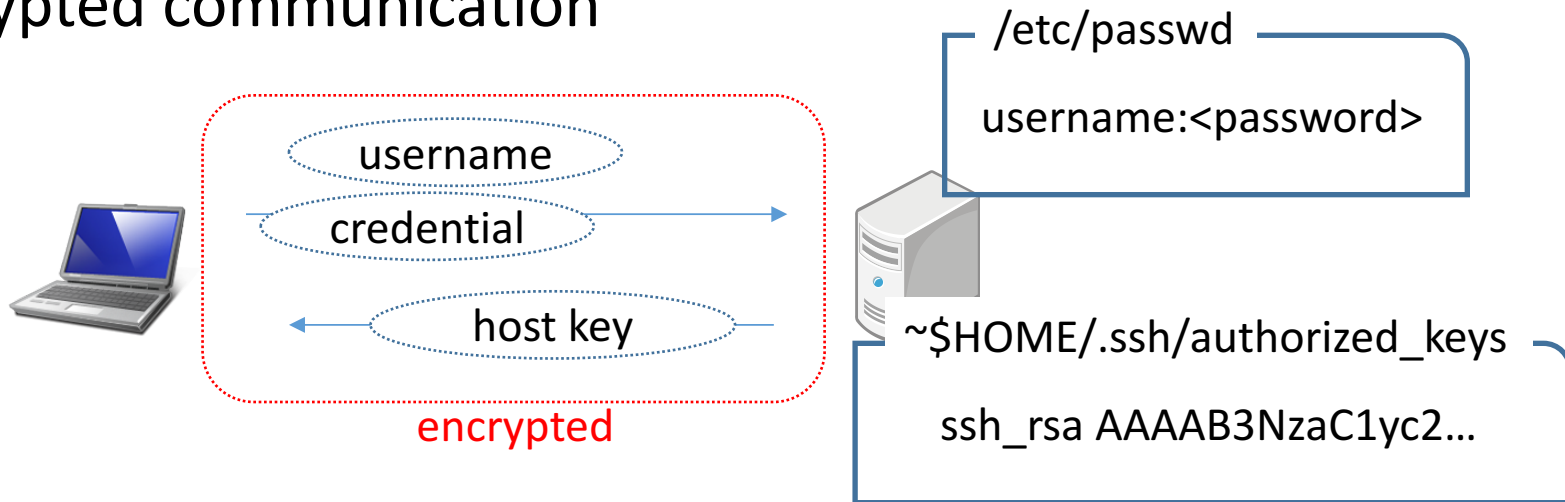 ypted communication
/etc/passwd
username:<password>
username
credential
host key
encrypted
~$HOME/.ssh/authorized_keys
ssh_rsa AAAAB3NzaC1yc2…